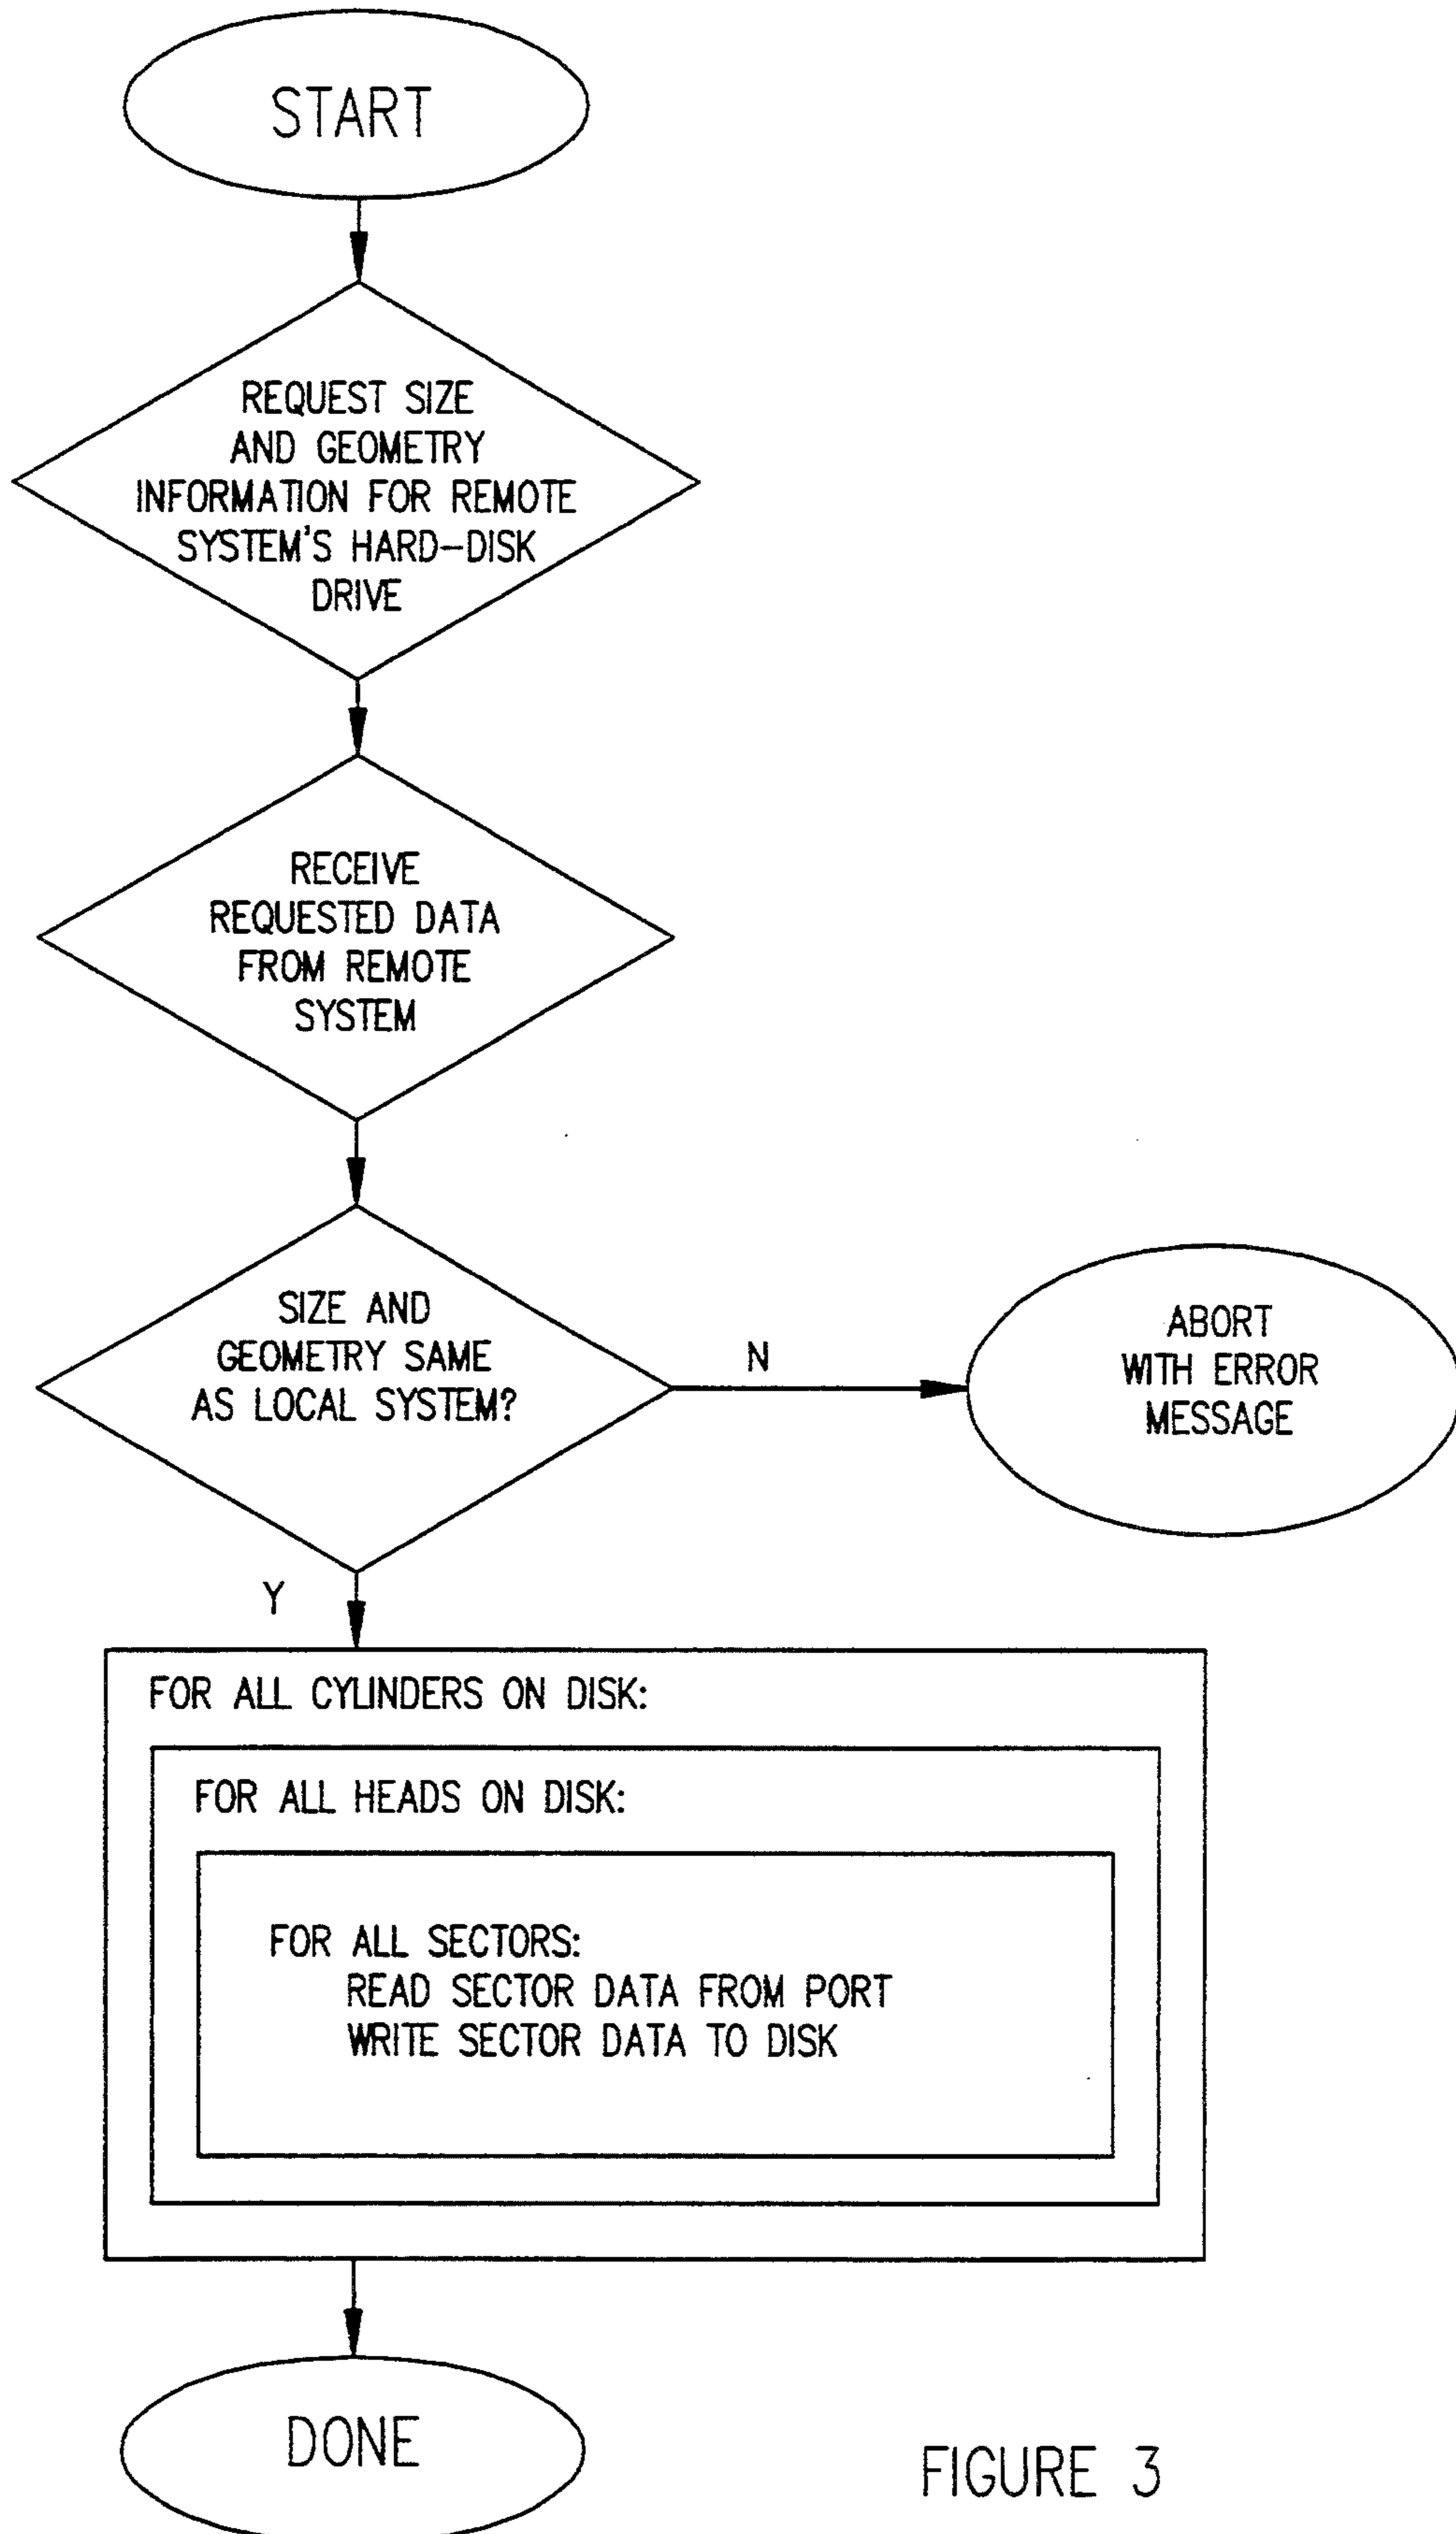 START
REQUEST SIZE
AND GEOMETRY
INFORMATION FOR REMOTE
SYSTEM'S HARD-DISK
DRIVE
RECEIVE
REQUESTED DATA
FROM REMOTE
SYSTEM
SIZE AND
GEOMETRY SAME
AS LOCAL SYSTEM?
N
ABORT
WITH ERROR
MESSAGE
Y
FOR ALL CYLINDERS ON DISK:
FOR ALL HEADS ON DISK:
FOR ALL SECTORS:
READ SECTOR DATA FROM PORT
WRITE SECTOR DATA TO DISK
DONE
FIGURE 3